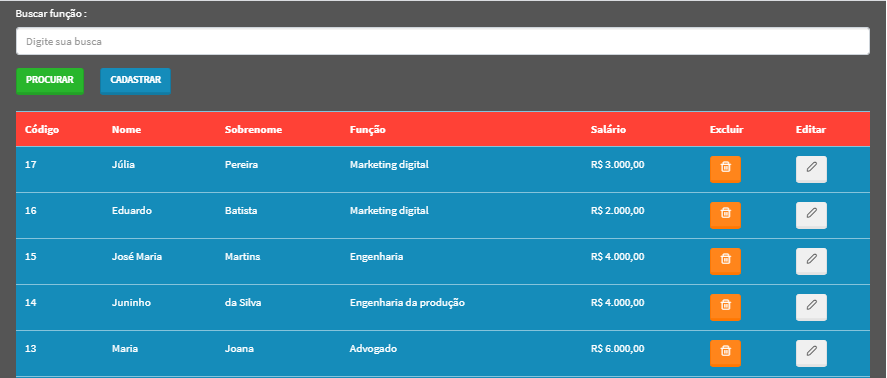 Buscar função :
Digite sua busca
PROCURAR CADASTRAR
Código Nome Sobrenome Função Salário Excluir Editar
17 Júlia Pereira Marketing digital R$ 3.000,00
16 Eduardo Batista Marketing digital R$ 2.000,00
15 José Maria Martins Engenharia R$ 4.000,00
14 Juninho da Silva Engenharia da produção R$ 4.000,00
13 Maria Joana Advogado R$ 6.000,00